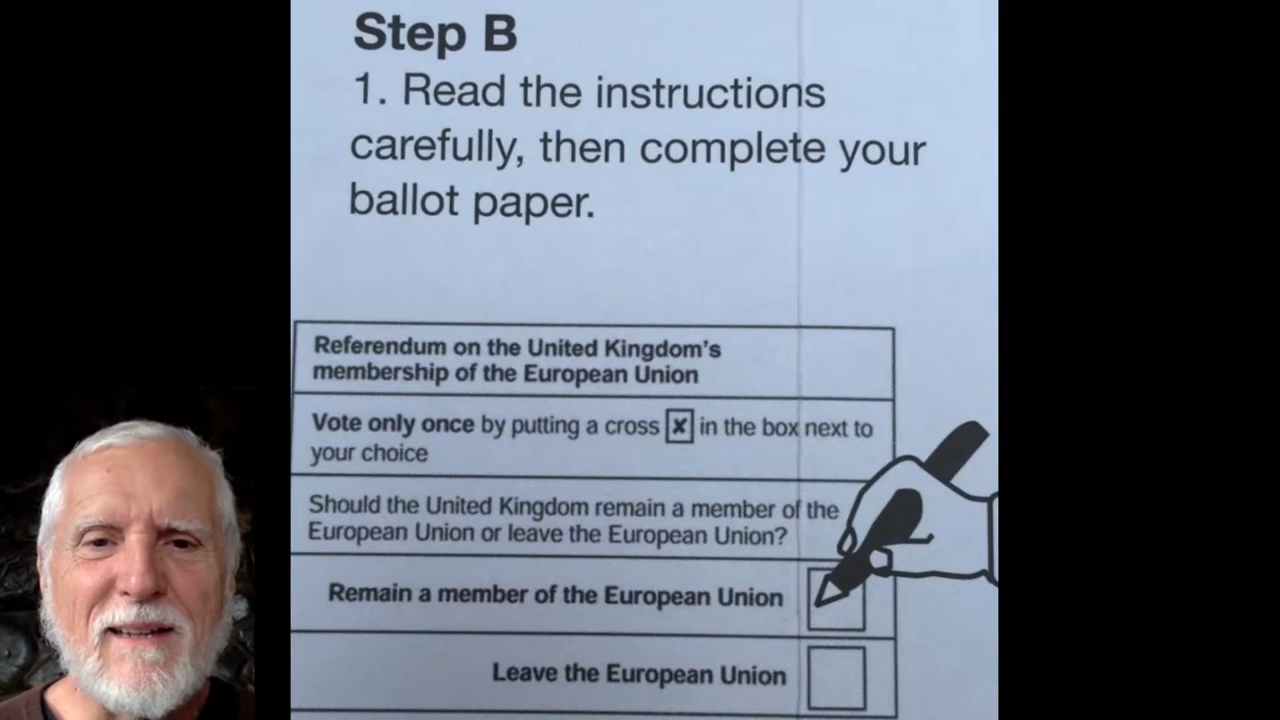 Step B
1. Read the instructions
carefully, then complete your
ballot paper.
Referendum on the United Kingdom's
membership of the European Union
Vote only once by putting a cross ☒ in the box next to
your choice
Should the United Kingdom remain a member of the
European Union or leave the European Union?
Remain a member of the European Union
Leave the European Union